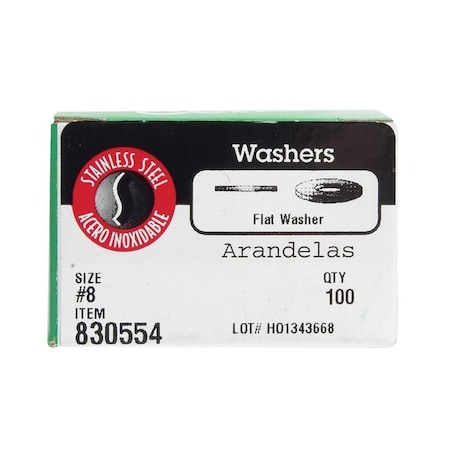 STAINLESS STEEL
ACERO INOXIDABLE
Washers
Flat Washer
Arandelas
SIZE
#8
QTY
100
ITEM
830554
LOT# HO1343668